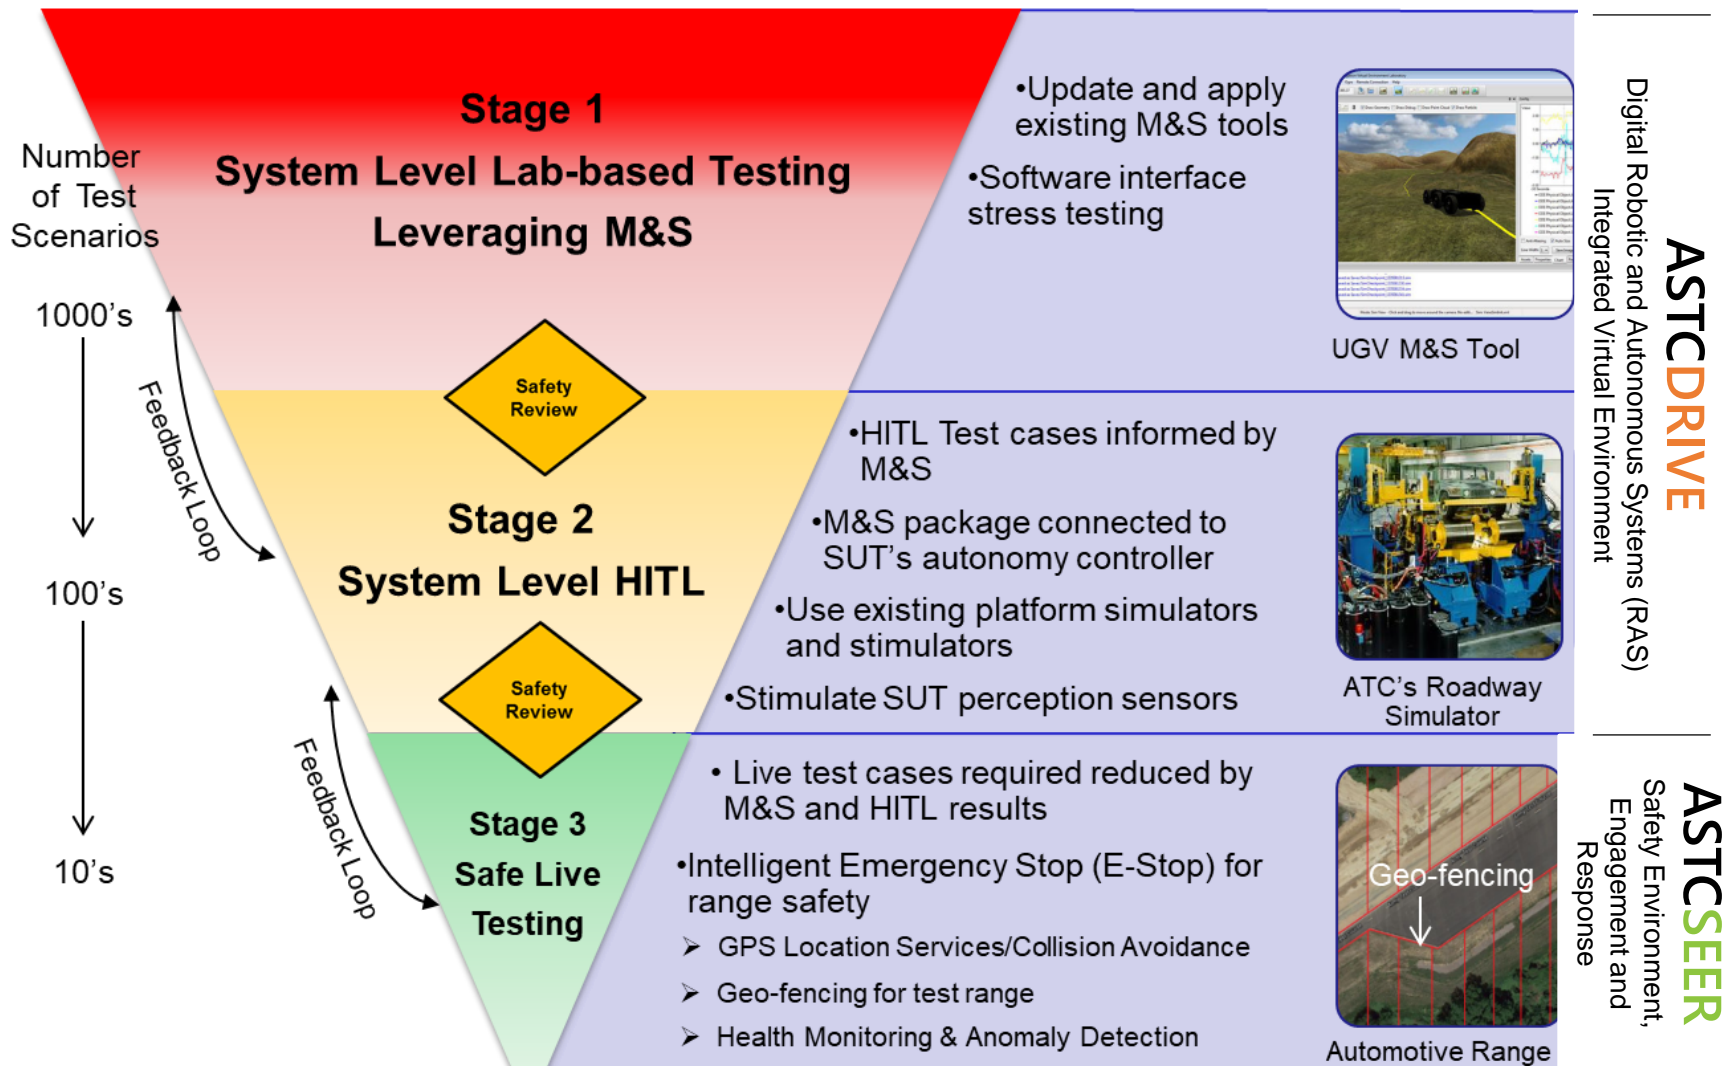 Number
of Test
Scenarios
1000's
100's
10's
Feedback Loop
Feedback Loop
Stage 1
System Level Lab-based Testing
Leveraging M&S
Safety
Review
Stage 2
System Level HITL
Safety
Review
Stage 3
Safe Live
Testing
•Update and apply
existing M&S tools
•Software interface
stress testing
UGV M&S Tool
•HITL Test cases informed by
M&S
•M&S package connected to
SUT's autonomy controller
•Use existing platform simulators
and stimulators
•Stimulate SUT perception sensors
ATC's Roadway
Simulator
• Live test cases required reduced by
M&S and HITL results
•Intelligent Emergency Stop (E-Stop) for
range safety
➢ GPS Location Services/Collision Avoidance
➢ Geo-fencing for test range
➢ Health Monitoring & Anomaly Detection
Geo-fencing
Automotive Range
ASTCDRIVE
Digital Robotic and Autonomous Systems (RAS)
Integrated Virtual Environment
ASTCSEER
Safety Environment,
Engagement and
Response